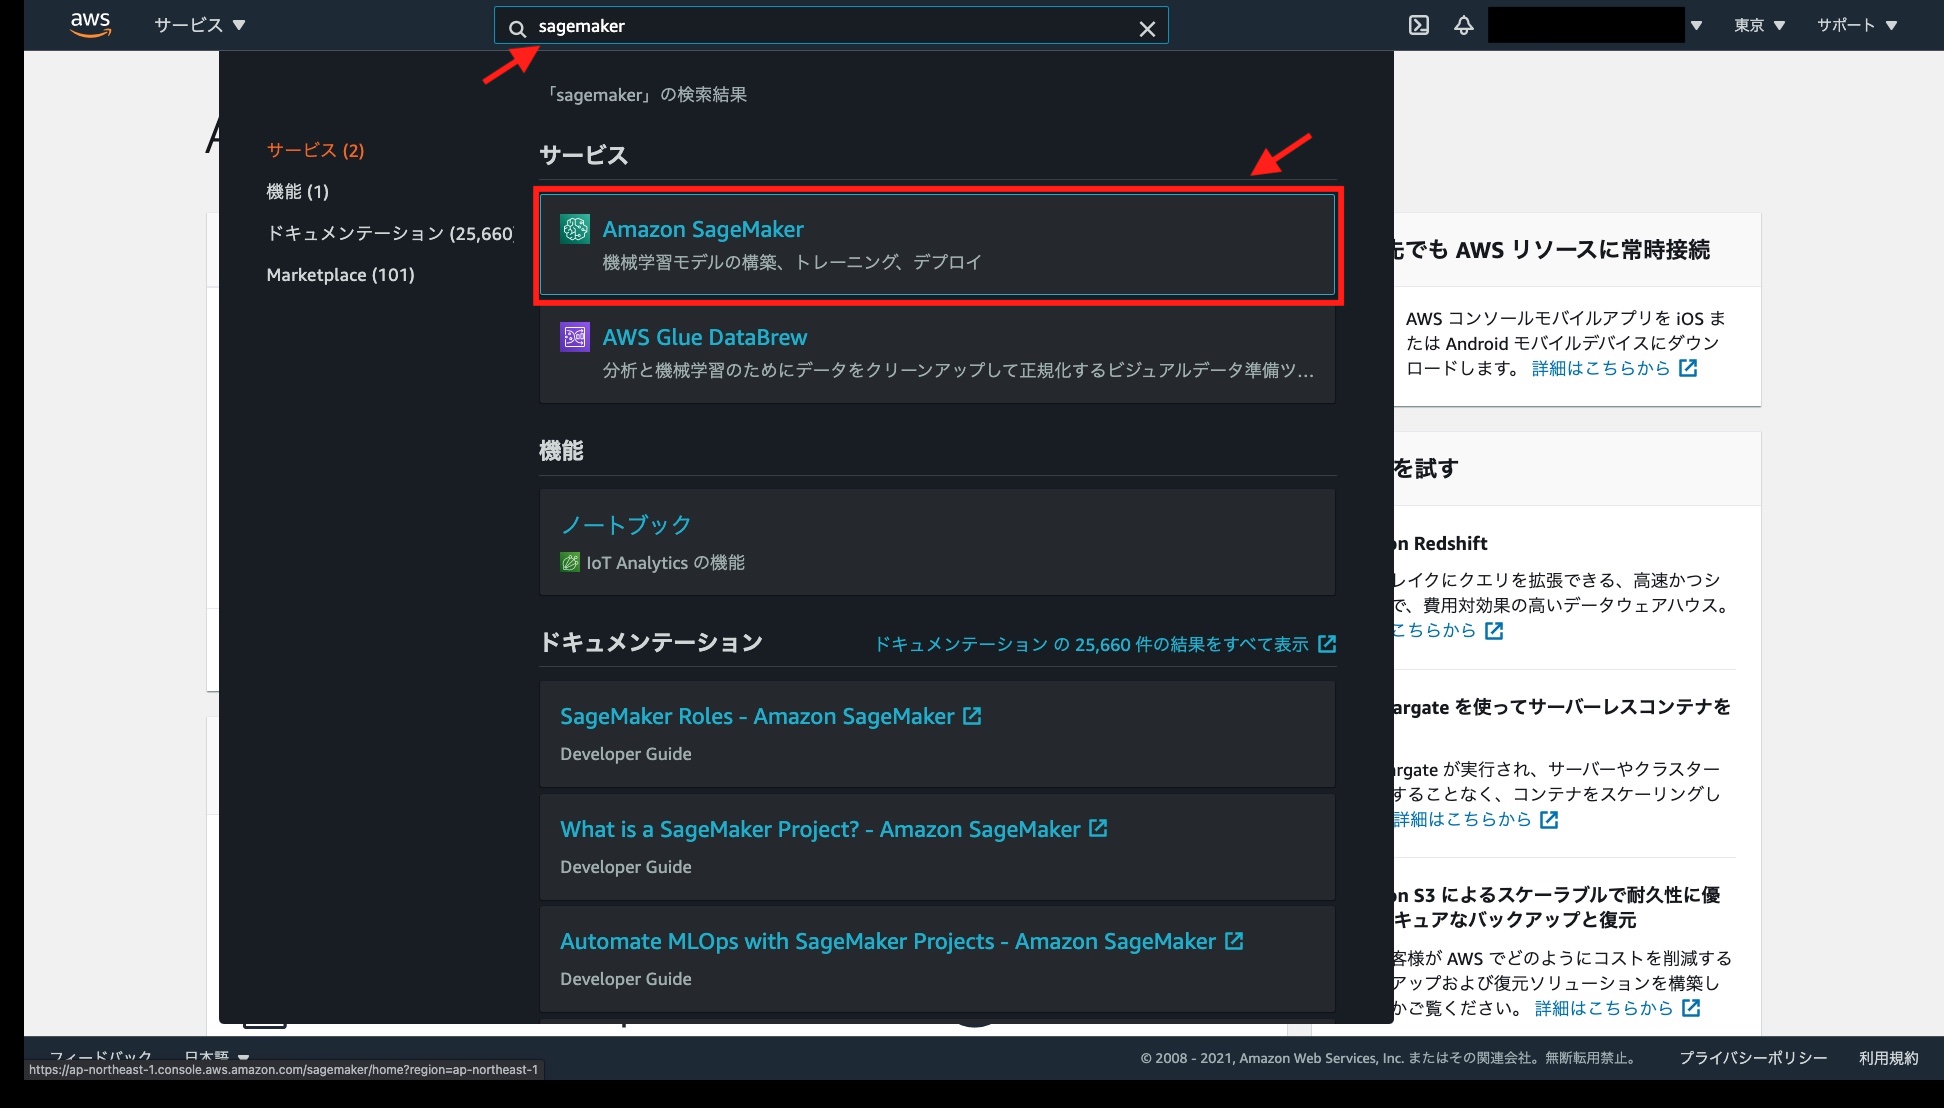 aws
サービス
sagemaker
東京
サポート
「sagemaker」の検索結果
サービス (2)
機能 (1)
ドキュメンテーション (25,660)
Marketplace (101)
サービス
Amazon SageMaker
機械学習モデルの構築、トレーニング、デプロイ
AWS Glue DataBrew
分析と機械学習のためにデータをクリーンアップして正規化するビジュアルデータ準備ツ...
機能
ノートブック
IoT Analytics の機能
ドキュメンテーション
ドキュメンテーション の 25,660 件の結果をすべて表示
SageMaker Roles - Amazon SageMaker
Developer Guide
What is a SageMaker Project? - Amazon SageMaker
Developer Guide
Automate MLOps with SageMaker Projects - Amazon SageMaker
Developer Guide
先でも AWS リソースに常時接続
AWS コンソールモバイルアプリを iOS ま
たは Android モバイルデバイスにダウン
ロードします。 詳細はこちらから
を試す
on Redshift
レイクにクエリを拡張できる、高速かつシ
で、費用対効果の高いデータウェアハウス。
こちらから
argate を使ってサーバーレスコンテナを
argate が実行され、サーバーやクラスター
することなく、コンテナをスケーリングし
詳細はこちらから
on S3 によるスケーラブルで耐久性に優
キュアなバックアップと復元
客様が AWS でどのようにコストを削減する
アップおよび復元ソリューションを構築し
かご覧ください。 詳細はこちらから
フィードバック
日本語
© 2008 - 2021, Amazon Web Services, Inc. またはその関連会社。無断転用禁止。
プライバシーポリシー
利用規約
https://ap-northeast-1.console.aws.amazon.com/sagemaker/home?region=ap-northeast-1